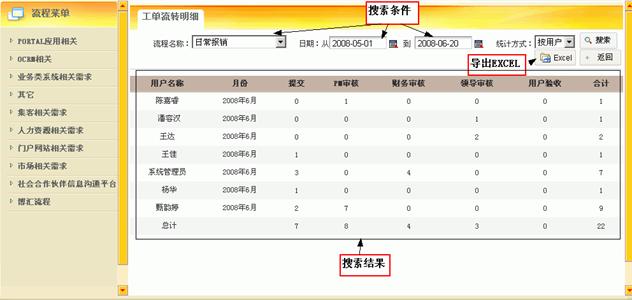 流程菜单
PORTAL应用相关
OCRM相关
业务类系统相关需求
其它
集客相关需求
人力资源相关需求
门户网站相关需求
市场相关需求
社会合作伙伴信息沟通平台
博汇流程
搜索条件
工单流转明细
流程名称： 日常报销 日期：从 2008-05-01 到 2008-06-20 统计方式： 按用户 搜索
导出EXCEL Excel 返回
用户名称 月份 提交 PM审核 财务审核 领导审核 用户验收 合计
陈嘉睿 2008年6月 0 1 0 0 0 1
潘容汉 2008年6月 0 0 0 1 0 1
王达 2008年6月 0 0 0 2 0 2
王佳 2008年6月 1 0 0 0 0 1
系统管理员 2008年6月 3 0 4 0 0 7
杨华 2008年6月 1 0 0 0 0 1
甄韵婷 2008年6月 2 7 0 0 0 9
总计 7 8 4 3 0 22
搜索结果